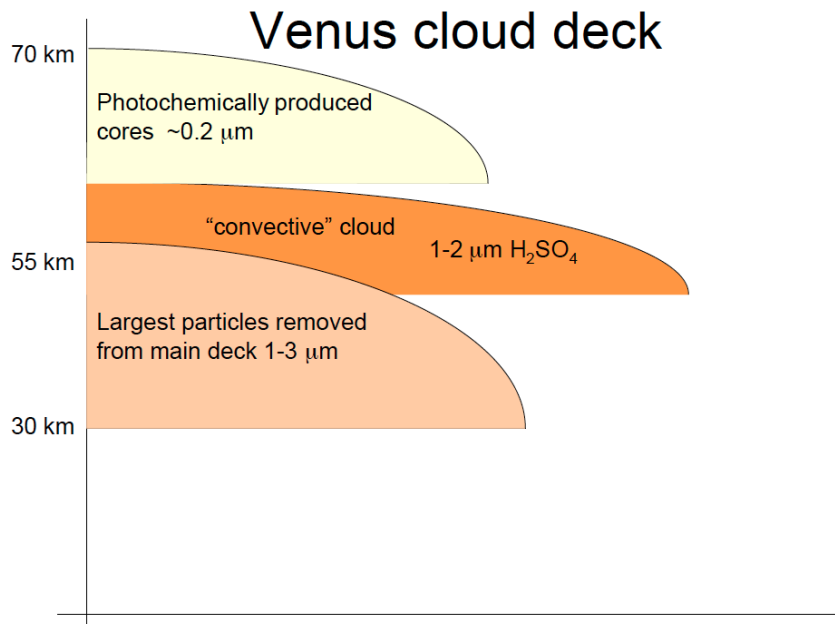 Venus cloud deck
70 km
Photochemically produced
cores ~0.2 μm
“convective” cloud
1-2 μm H₂SO₄
55 km
Largest particles removed
from main deck 1-3 μm
30 km